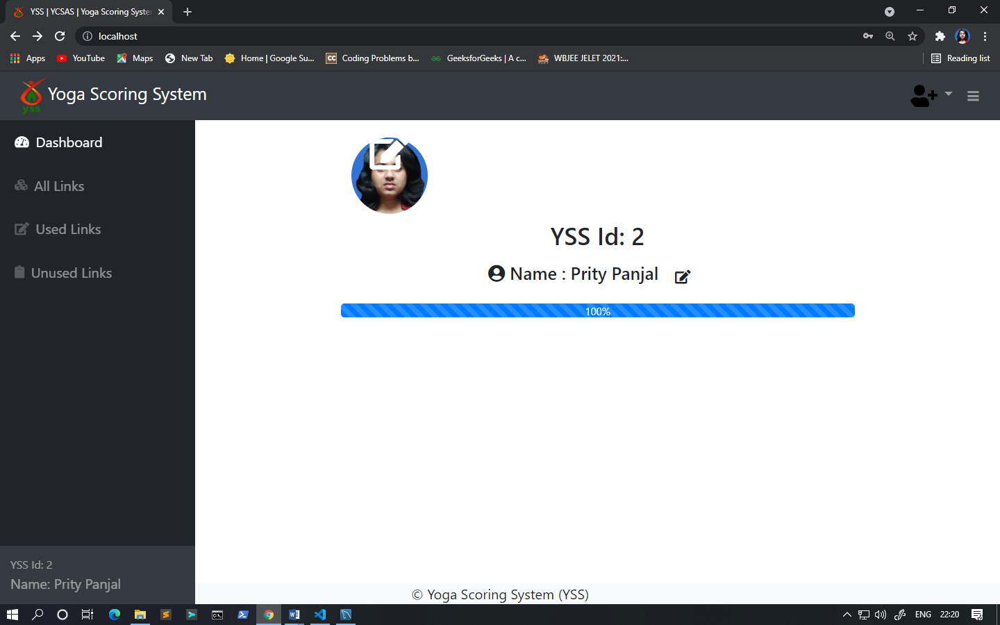 YSS | YCSAS | Yoga Scoring Syste
localhost
Apps
YouTube
Maps
New Tab
Home | Google Su...
CC
Coding Problems b...
GeeksforGeeks | A c...
WBJEE JELET 2021:...
Reading list
yss
Yoga Scoring System
Dashboard
All Links
Used Links
Unused Links
YSS Id: 2
Name : Prity Panjal
100%
YSS Id: 2
Name: Prity Panjal
© Yoga Scoring System (YSS)
ENG
22:20